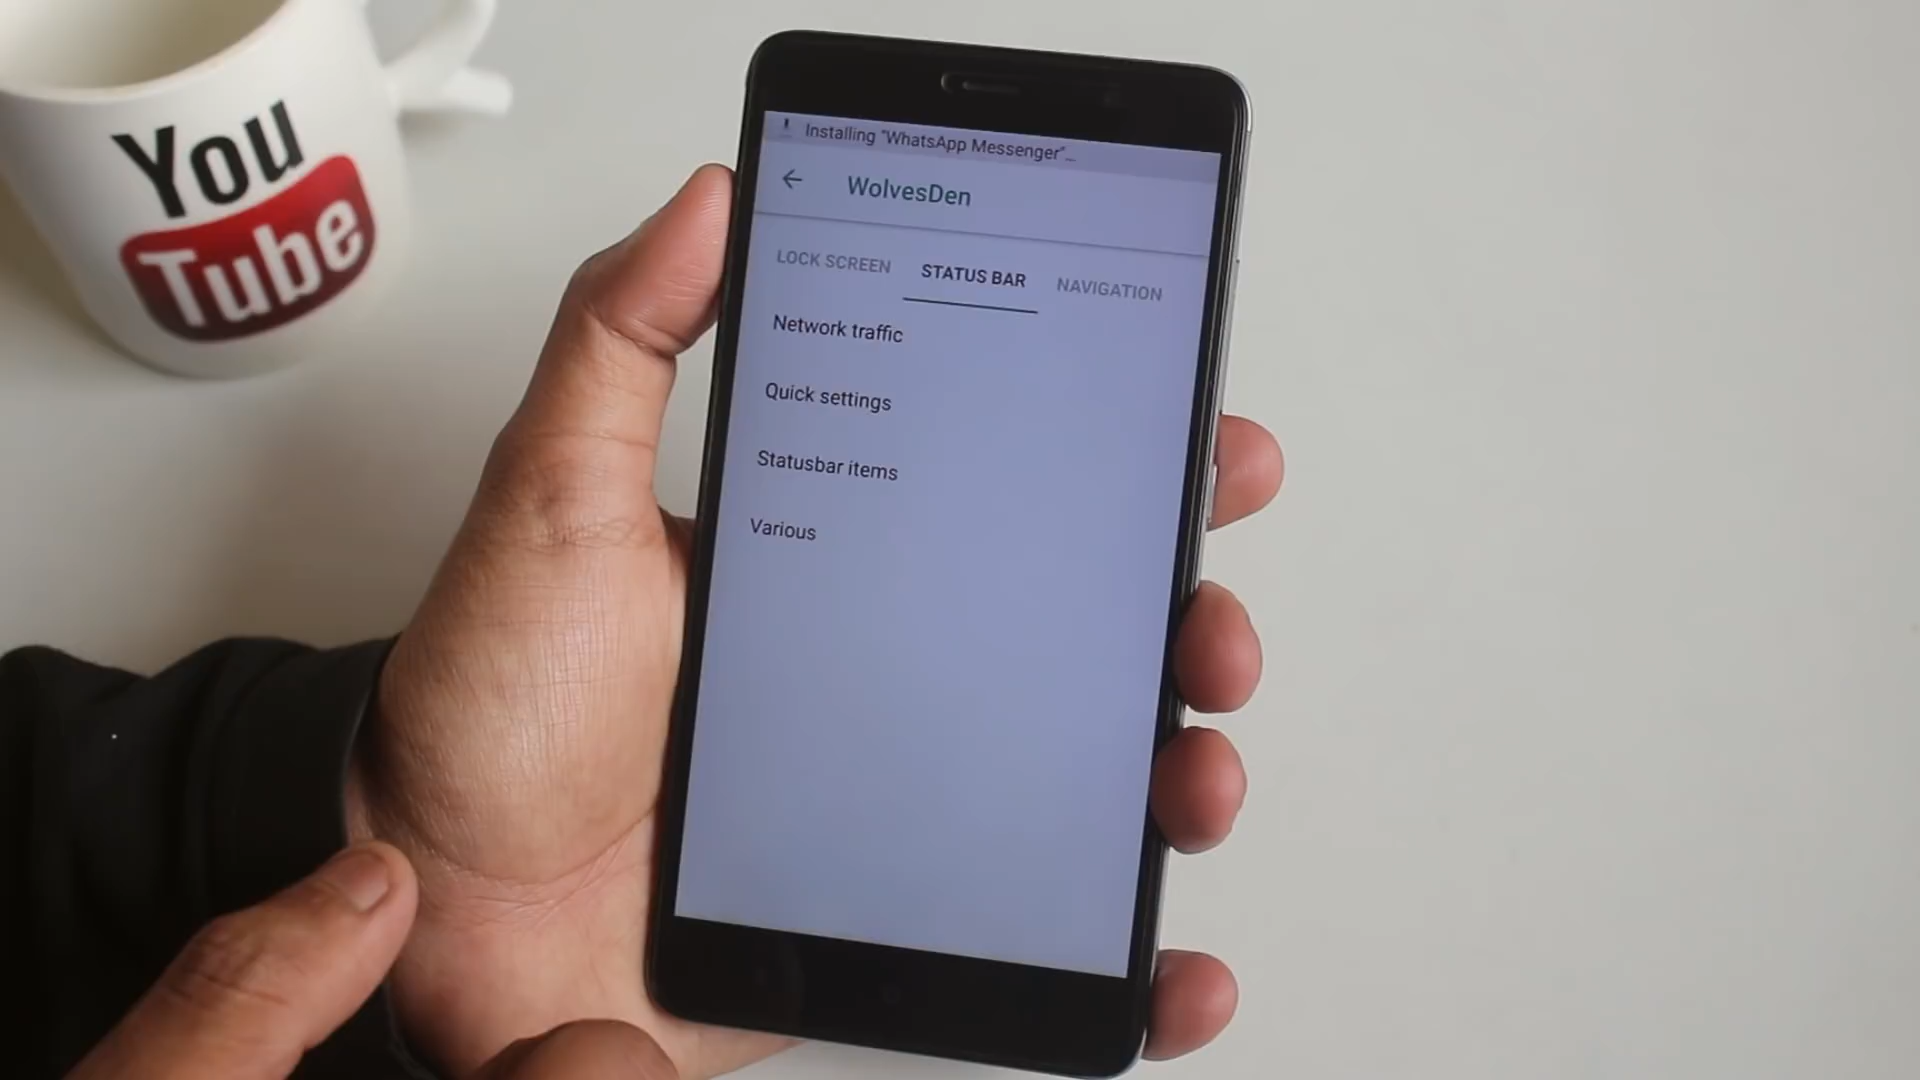 You
Tube
Installing "WhatsApp Messenger"...
WolvesDen
LOCK SCREEN STATUS BAR NAVIGATION
Network traffic
Quick settings
Statusbar items
Various